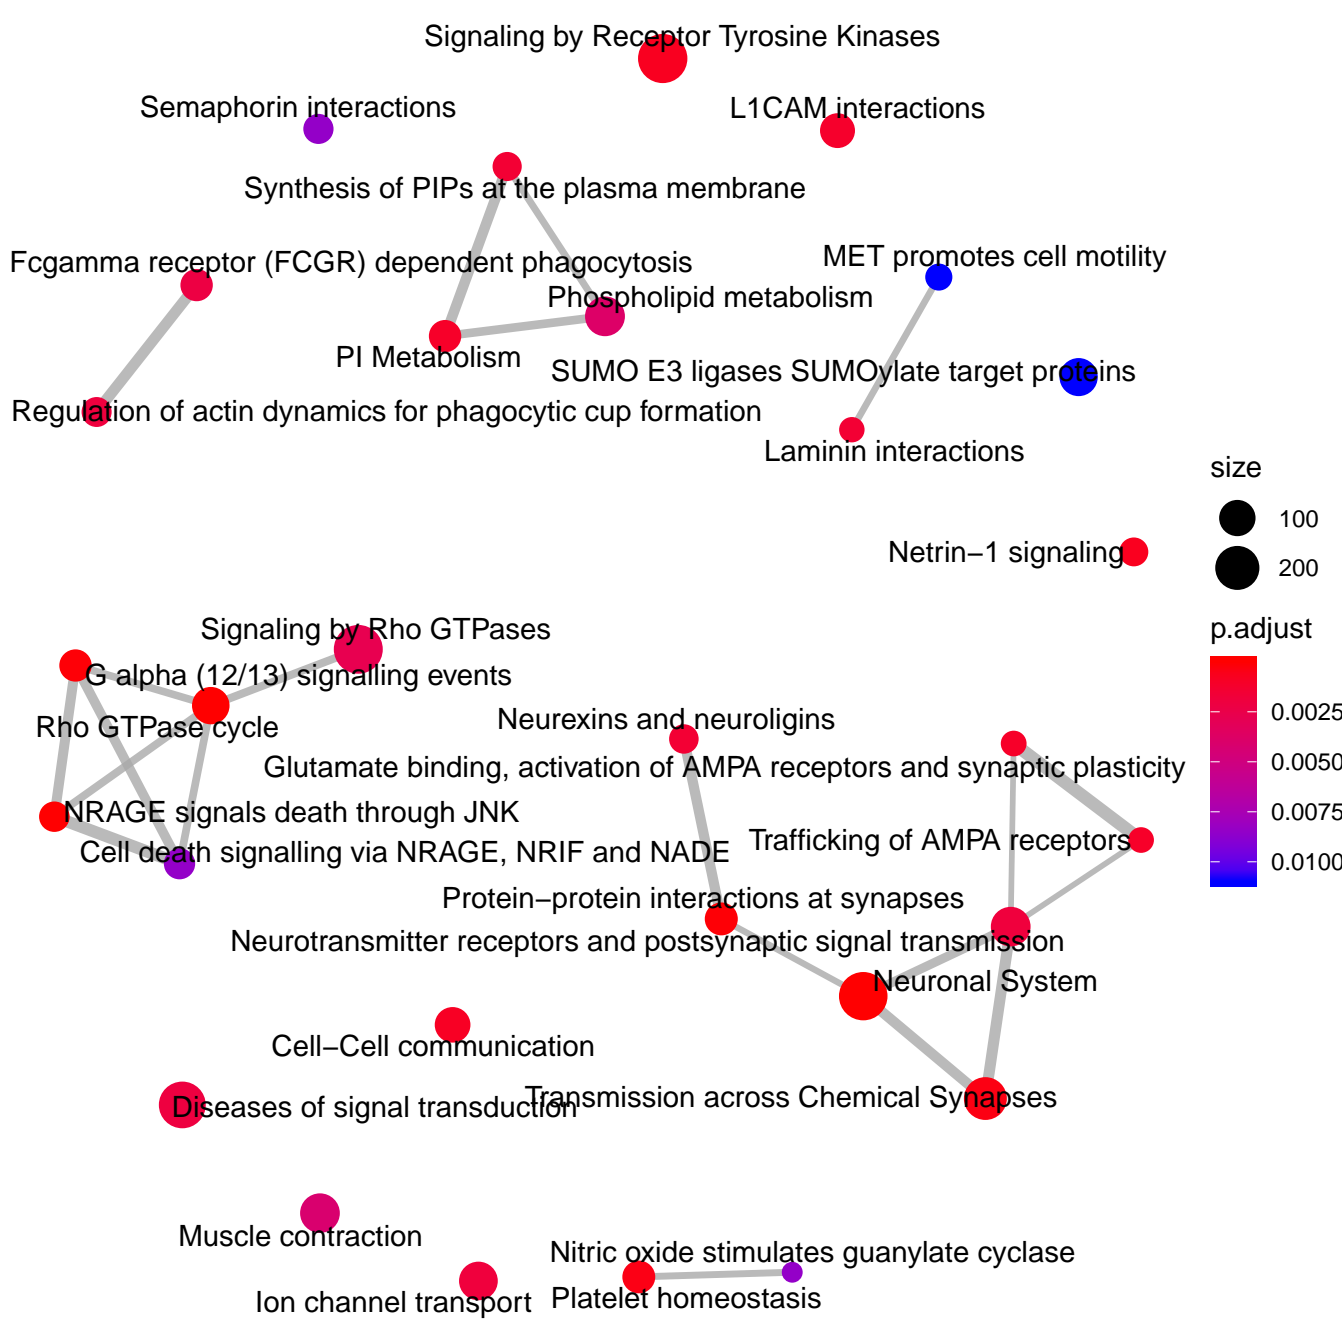 Signaling by Receptor Tyrosine Kinases
Semaphorin interactions
L1CAM interactions
Synthesis of PIPs at the plasma membrane
Fcgamma receptor (FCGR) dependent phagocytosis
MET promotes cell motility
Phospholipid metabolism
PI Metabolism
SUMO E3 ligases SUMOylate target proteins
Regulation of actin dynamics for phagocytic cup formation
Laminin interactions
size
100
Netrin−1 signaling
200
Signaling by Rho GTPases
p.adjust
G alpha (12/13) signalling events
0.0025
Rho GTPase cycle
Neurexins and neuroligins
0.0050
Glutamate binding, activation of AMPA receptors and synaptic plasticity
NRAGE signals death through JNK
0.0075
Trafficking of AMPA receptors
Cell death signalling via NRAGE, NRIF and NADE
0.0100
Protein−protein interactions at synapses
Neurotransmitter receptors and postsynaptic signal transmission
Neuronal System
Cell−Cell communication
Transmission across Chemical Synapses
Diseases of signal transduction
Muscle contraction
Nitric oxide stimulates guanylate cyclase
Ion channel transport
Platelet homeostasis